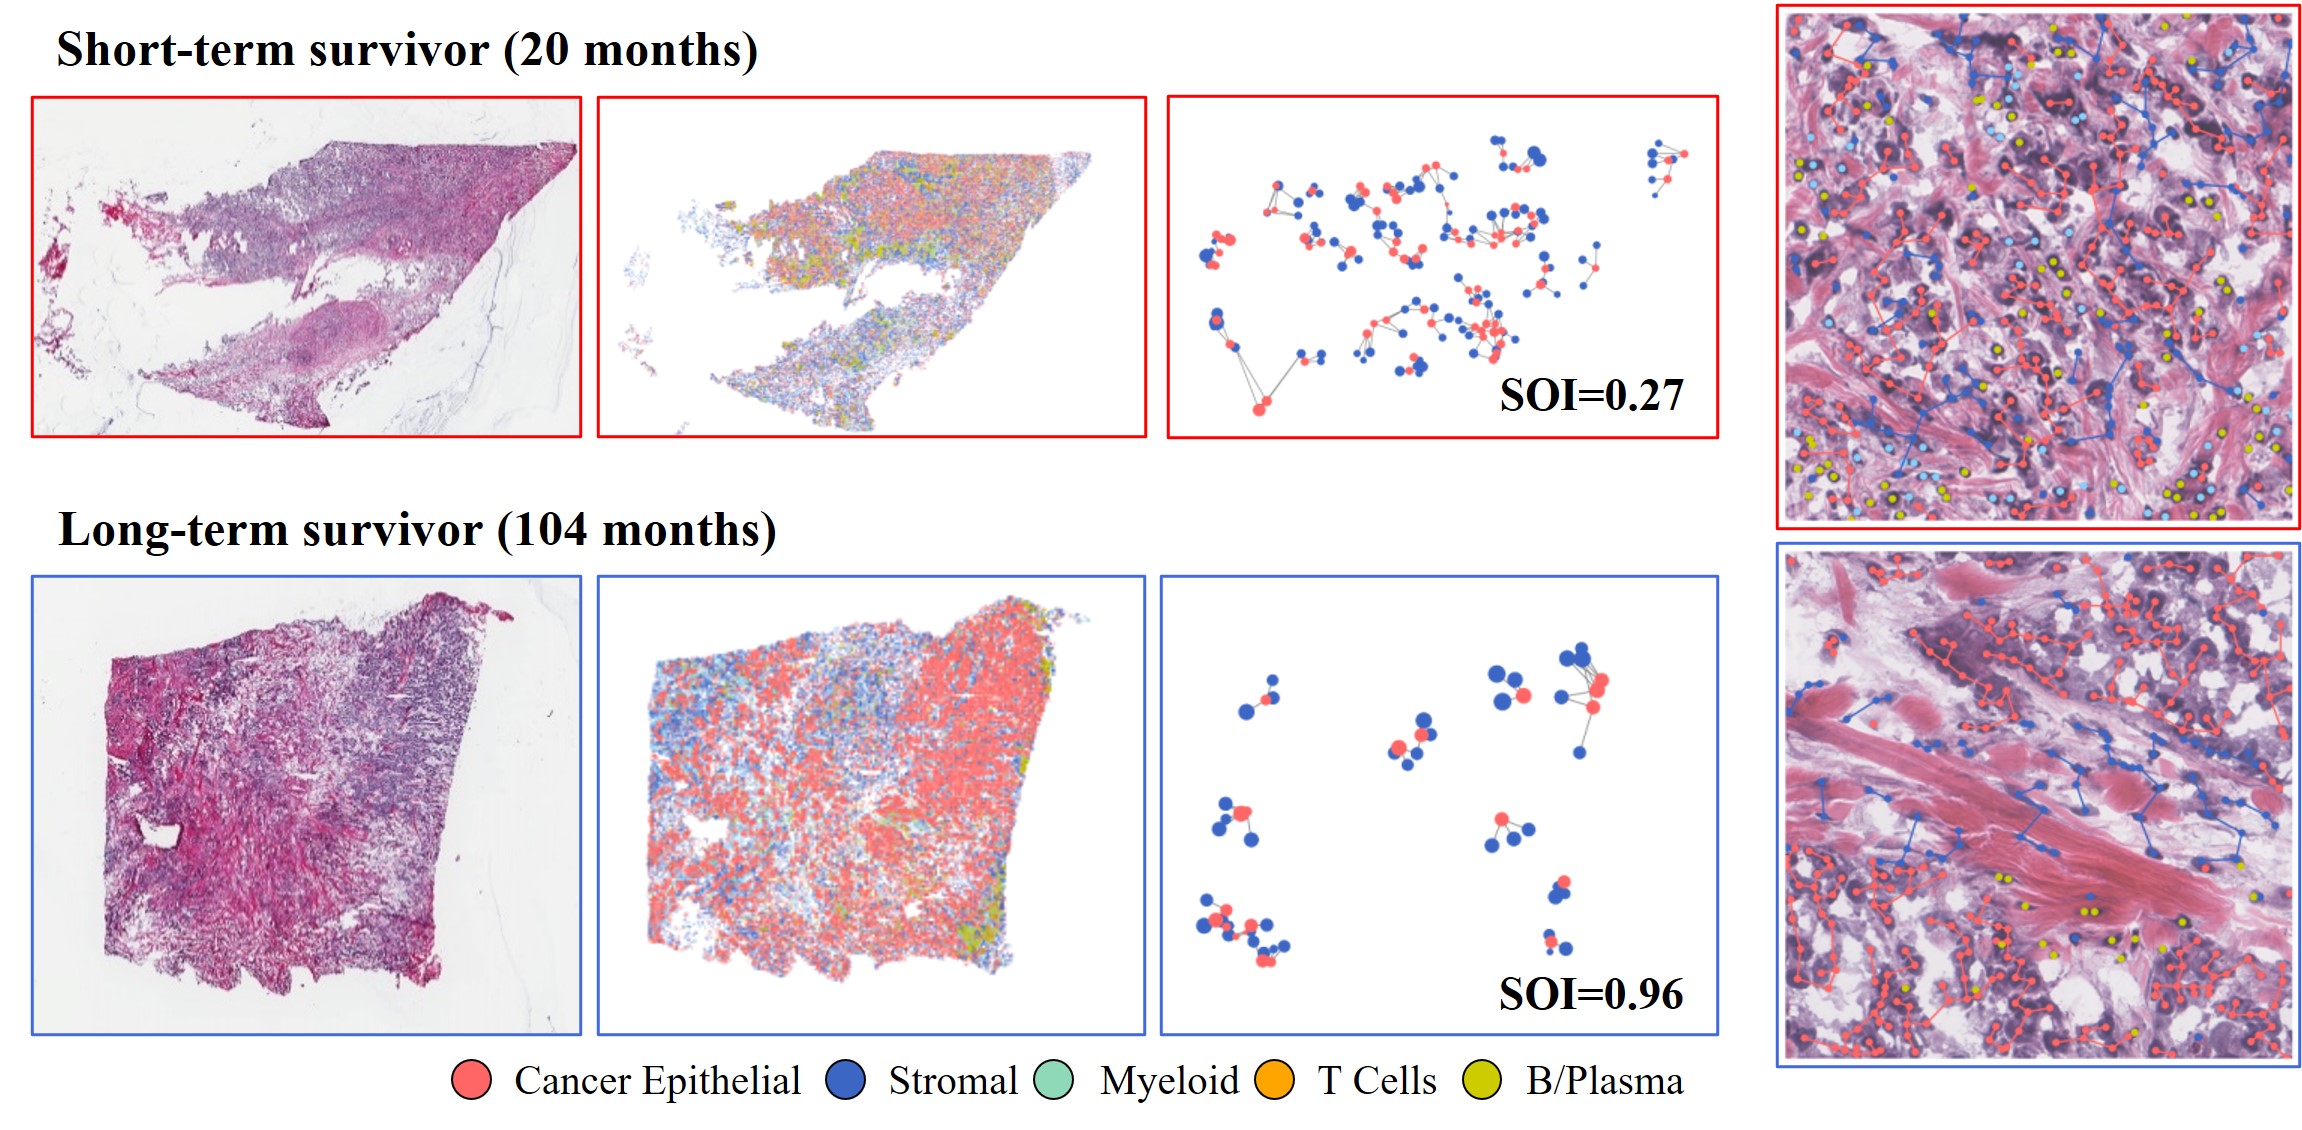 Short-term survivor (20 months)
SOI=0.27
Long-term survivor (104 months)
SOI=0.96
Cancer Epithelial Stromal Myeloid T Cells B/Plasma